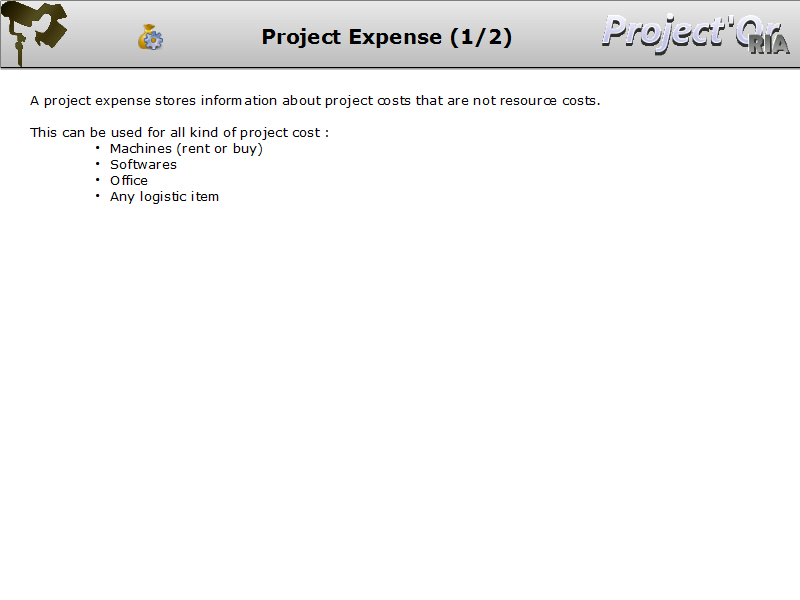 Project Expense (1/2)
Project'Or
RIA
A project expense stores information about project costs that are not resource costs.
This can be used for all kind of project cost :
• Machines (rent or buy)
• Softwares
• Office
• Any logistic item